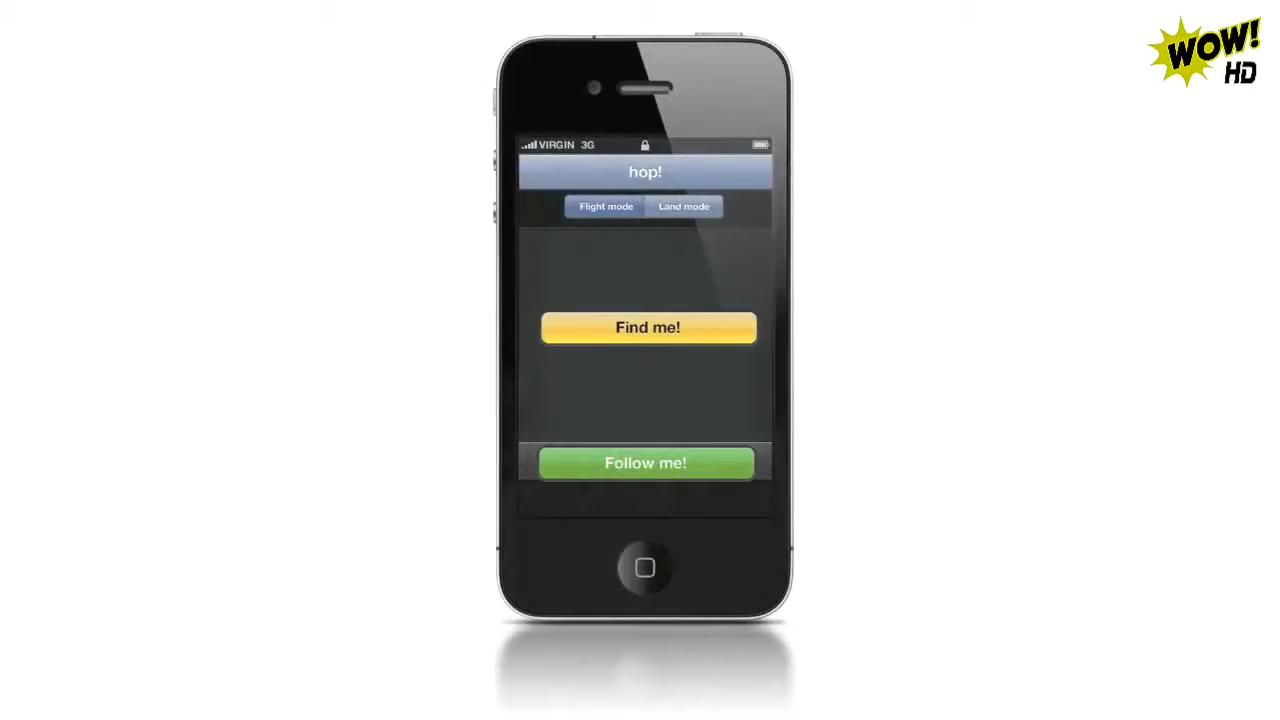 WOW!
HD
VIRGIN 3G
hop!
Flight mode Land mode
Find me!
Follow me!